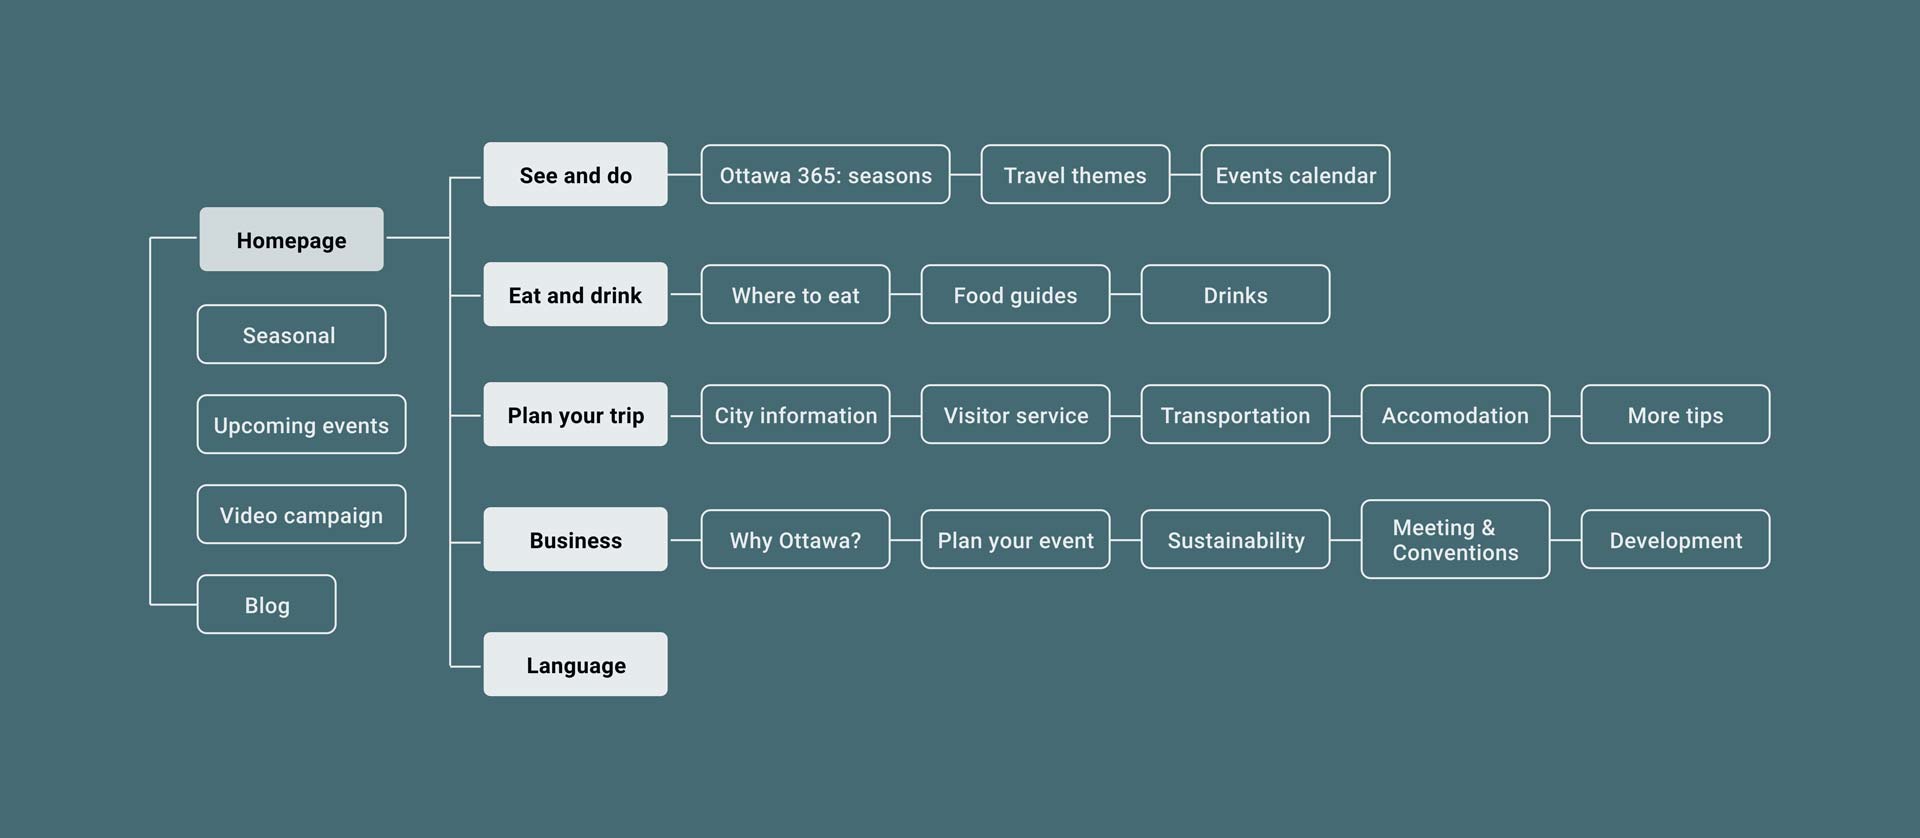 Homepage
Seasonal
Upcoming events
Video campaign
Blog
See and do
Ottawa 365: seasons
Travel themes
Events calendar
Eat and drink
Where to eat
Food guides
Drinks
Plan your trip
City information
Visitor service
Transportation
Accomodation
More tips
Business
Why Ottawa?
Plan your event
Sustainability
Meeting &
Conventions
Development
Language